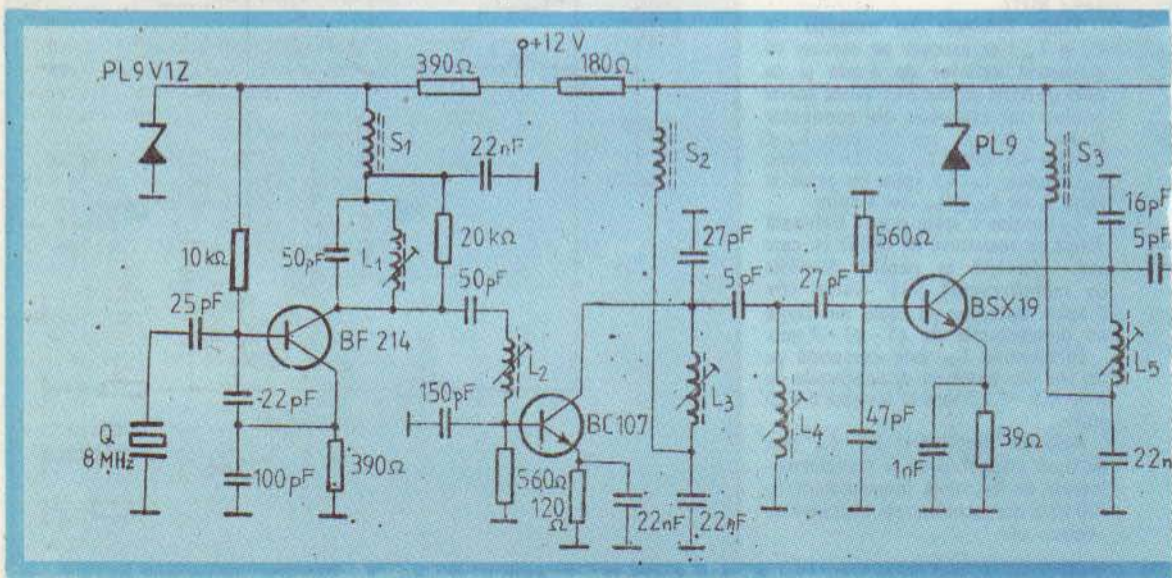 +12 V
PL9V1Z
390Ω
180Ω
S1
22nF
S2
PL9
S3
16pF
5pF
20kΩ
27pF
560Ω
10kΩ
50pF
L1
50pF
5pF
27pF
25pF
BF 214
BSX19
L2
L3
L5
150pF
BC107
22pF
L4
47pF
39Ω
Q
8 MHz
100pF
390Ω
560Ω
120
Ω
22nF
22nF
1nF
22n